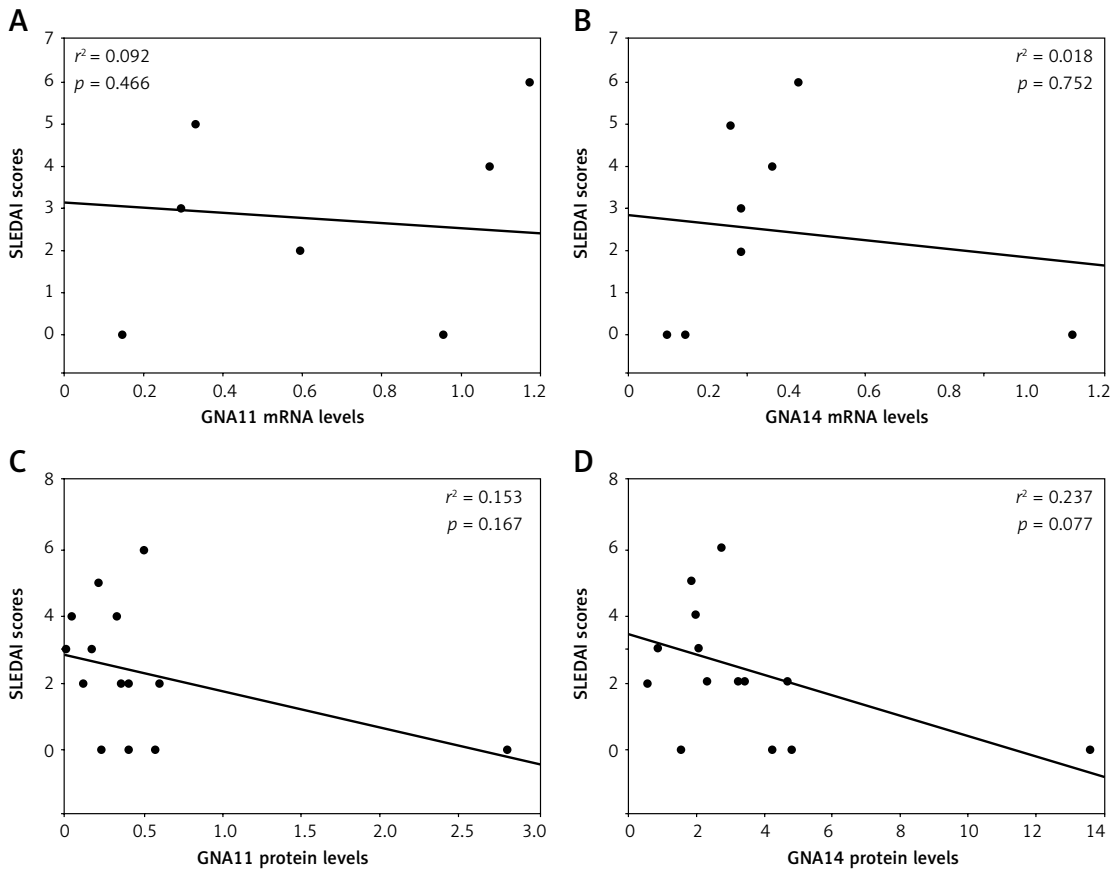 A
r² = 0.092
p = 0.466
SLEDAI scores
7
6
5
4
3
2
1
0
0 0.2 0.4 0.6 0.8 1.0 1.2
GNA11 mRNA levels
B
r² = 0.018
p = 0.752
SLEDAI scores
7
6
5
4
3
2
1
0
0 0.2 0.4 0.6 1.0 1.2
GNA14 mRNA levels
C
r² = 0.153
p = 0.167
SLEDAI scores
8
6
4
2
0
0 0.5 1.0 1.5 2.0 2.5 3.0
GNA11 protein levels
D
r² = 0.237
p = 0.077
SLEDAI scores
8
6
4
2
0
0 2 4 6 8 10 12 14
GNA14 protein levels